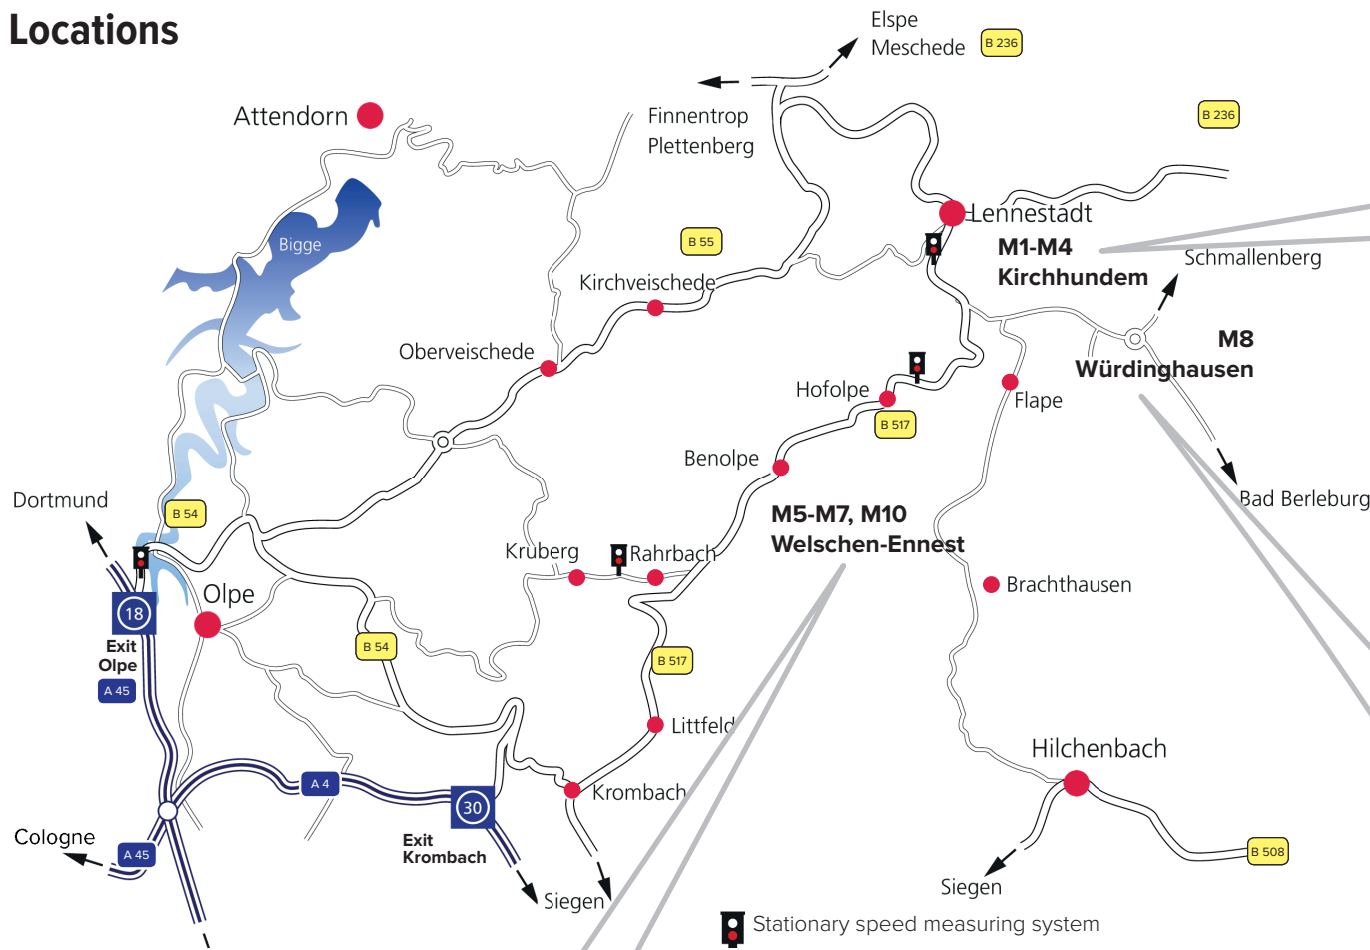 Locations
Elspe
Meschede
B 236
Attendorn
Finnentrop
Plettenberg
B 236
Lennestadt
M1-M4
Kirchhundem
Schmallenberg
Bigge
B 55
Kirchveischede
M8
Würdinghausen
Oberveischede
Hofolpe
Flape
B 517
Benolpe
Bad Berleburg
Dortmund
B 54
M5-M7, M10
Welschen-Ennest
Kruberg
Rahrbach
Brachthausen
Olpe
18
Exit
Olpe
A 45
B 54
B 517
Littfeld
Hilchenbach
A 4
Krombach
30
Exit
Krombach
Cologne
A 45
B 508
Siegen
Siegen
Stationary speed measuring system